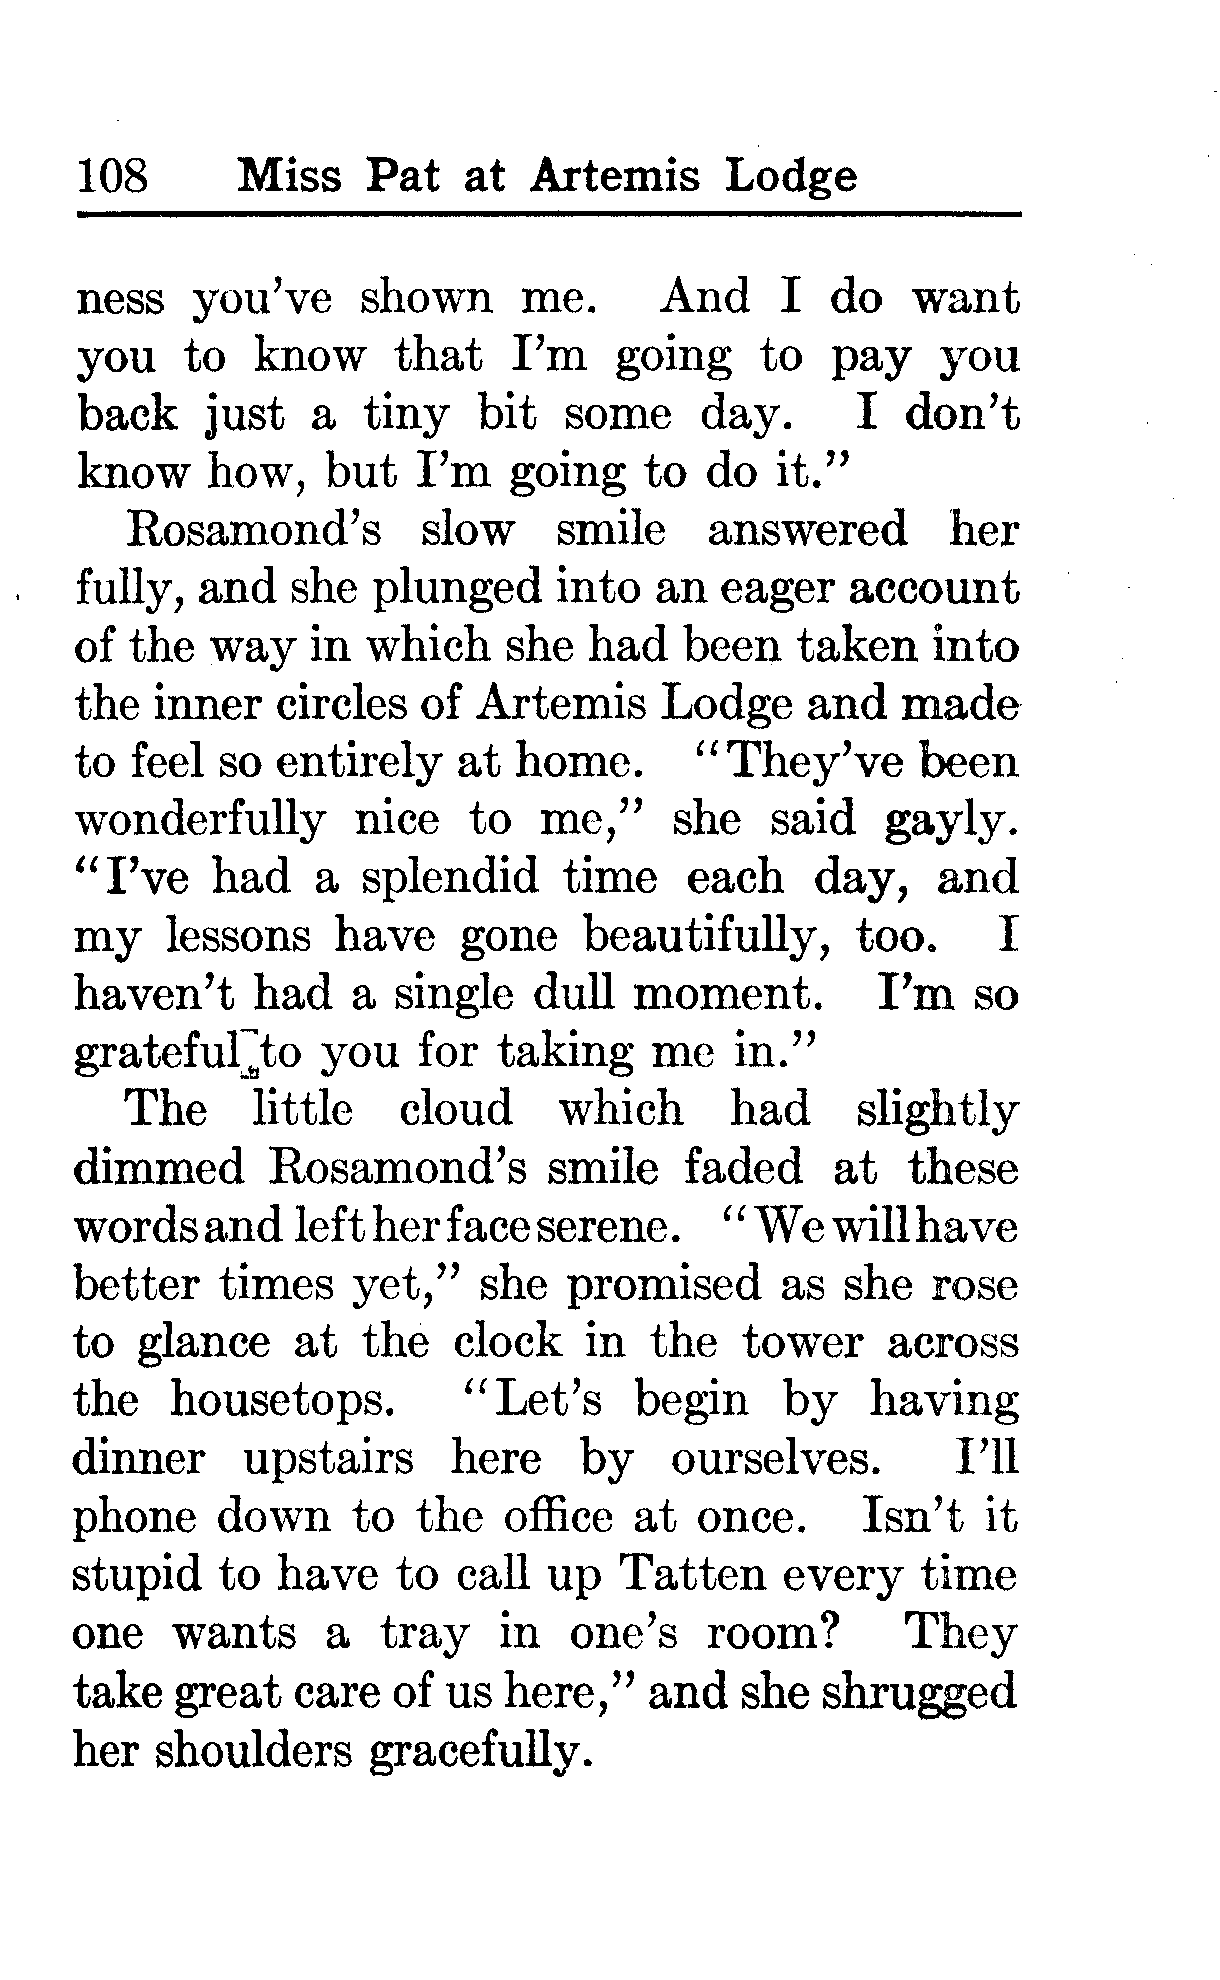 108 Miss Pat at Artemis Lodge
ness you've shown me. And I do want
you to know that I'm going to pay you
back just a tiny bit some day. I don't
know how, but I'm going to do it."
Rosamond's slow smile answered her
fully, and she plunged into an eager account
of the way in which she had been taken into
the inner circles of Artemis Lodge and made
to feel so entirely at home. "They've been
wonderfully nice to me," she said gayly.
"I've had a splendid time each day, and
my lessons have gone beautifully, too. I
haven't had a single dull moment. I'm so
grateful to you for taking me in."
The little cloud which had slightly
dimmed Rosamond's smile faded at these
words and left her face serene. "We will have
better times yet," she promised as she rose
to glance at the clock in the tower across
the housetops. "Let's begin by having
dinner upstairs here by ourselves. I'll
phone down to the office at once. Isn't it
stupid to have to call up Tatten every time
one wants a tray in one's room? They
take great care of us here," and she shrugged
her shoulders gracefully.